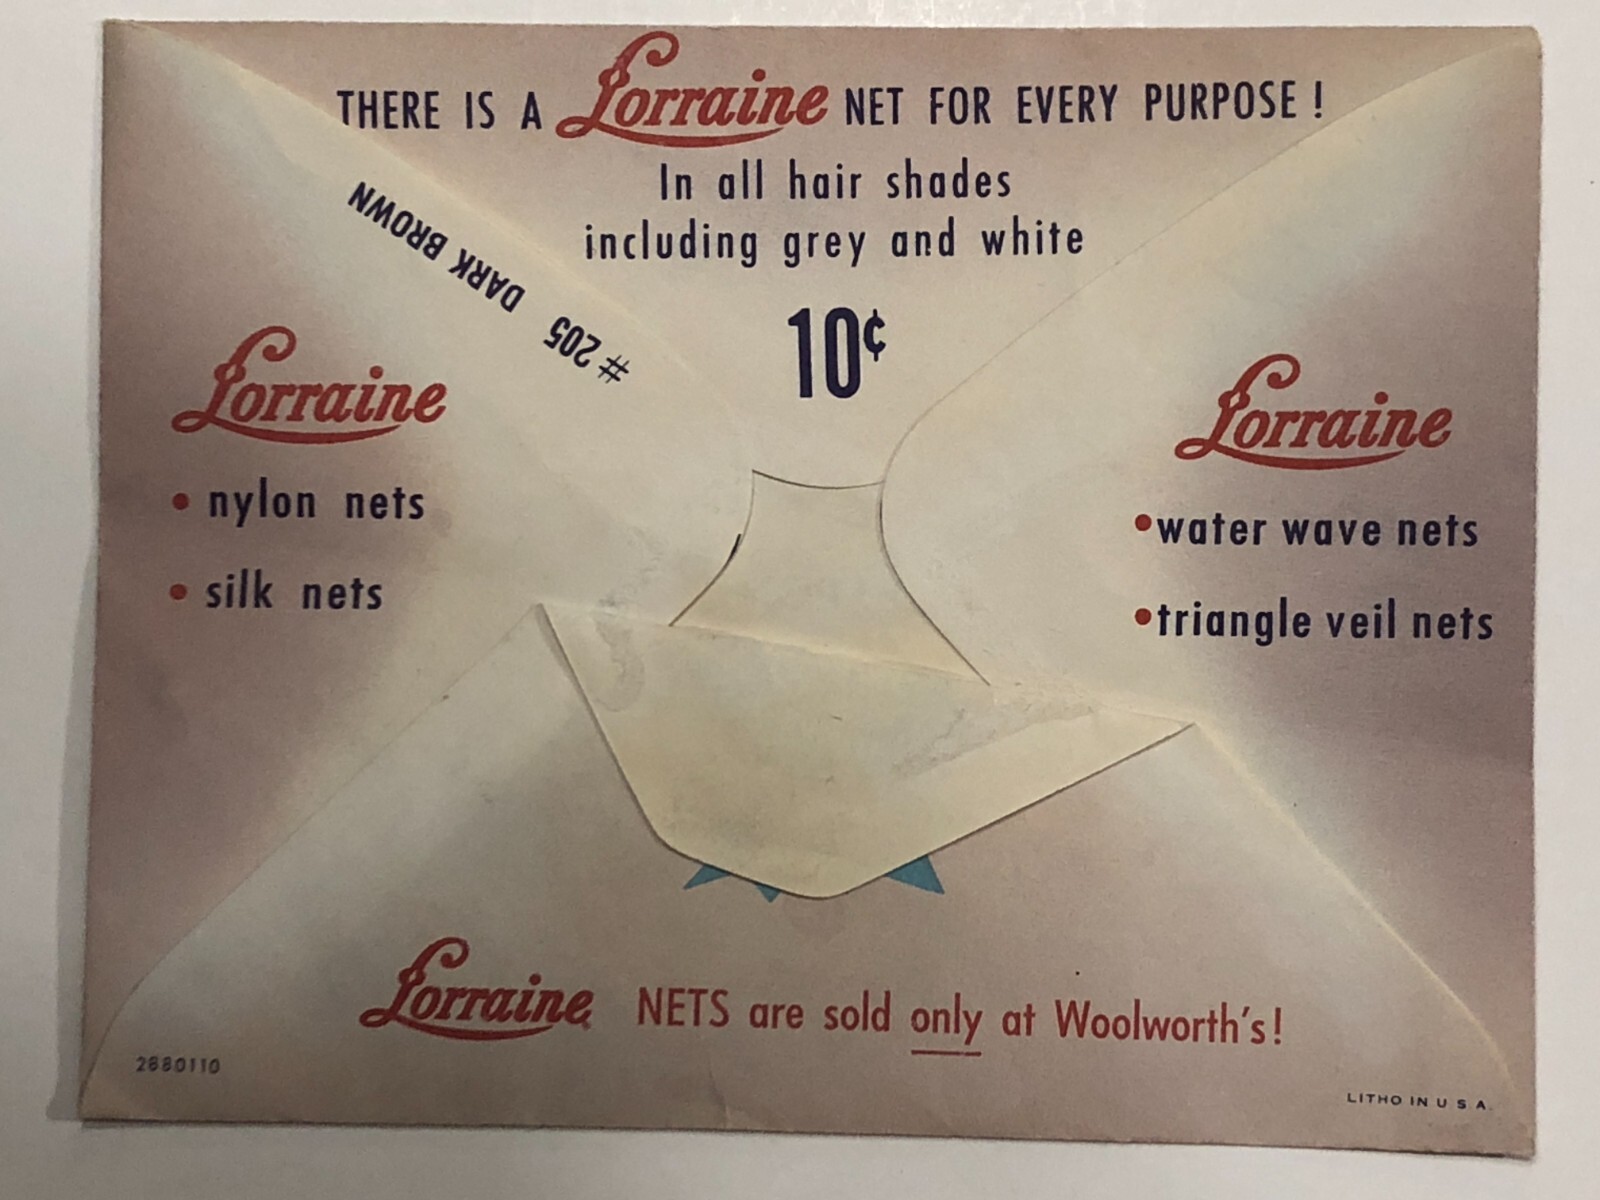 THERE IS A Lorraine NET FOR EVERY PURPOSE!
In all hair shades
including grey and white
10¢
# 205 DARK BROWN
Lorraine
• nylon nets
• silk nets
Lorraine
• water wave nets
• triangle veil nets
Lorraine NETS are sold only at Woolworth's!
2880110
LITHO IN U S A.